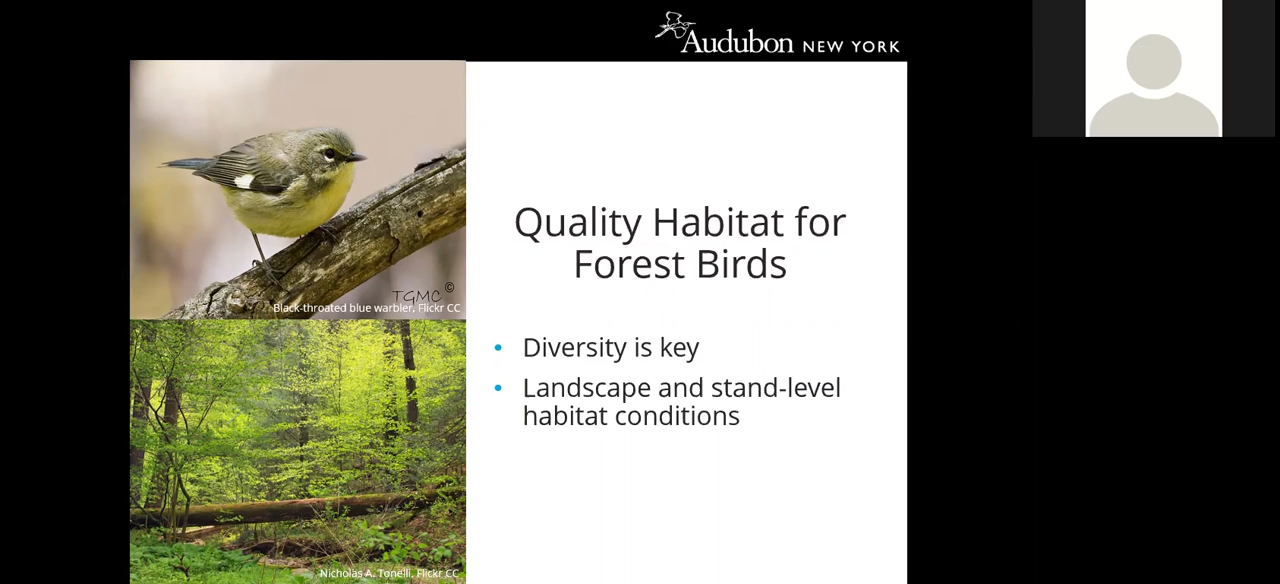 Audubon NEW YORK
TGMC ©
Black-throated blue warbler, Flickr CC
Quality Habitat for
Forest Birds
• Diversity is key
• Landscape and stand-level
habitat conditions
Nicholas A. Tonelli, Flickr CC